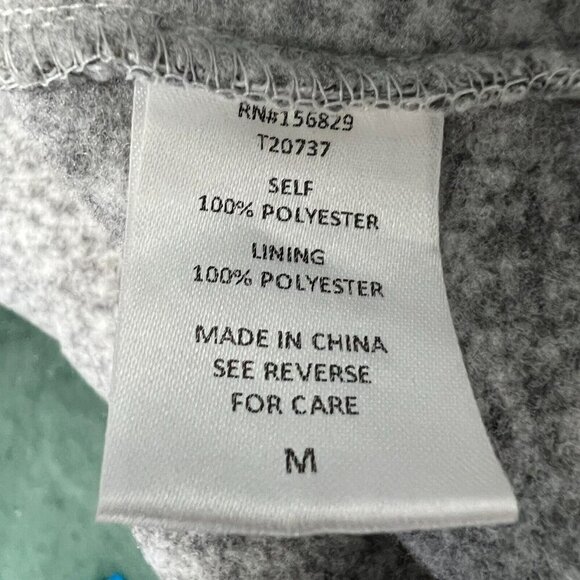 RN#156829
T20737
SELF
100% POLYESTER
LINING
100% POLYESTER
MADE IN CHINA
SEE REVERSE
FOR CARE
M